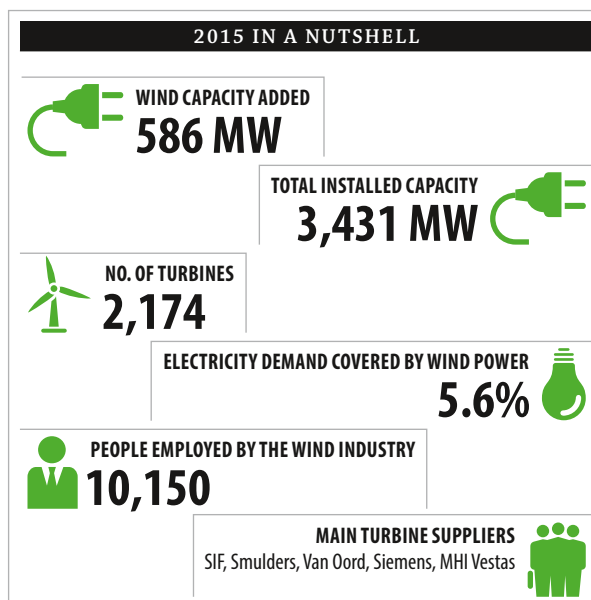 2015 IN A NUTSHELL
WIND CAPACITY ADDED
586 MW
TOTAL INSTALLED CAPACITY
3,431 MW
NO. OF TURBINES
2,174
ELECTRICITY DEMAND COVERED BY WIND POWER
5.6%
PEOPLE EMPLOYED BY THE WIND INDUSTRY
10,150
MAIN TURBINE SUPPLIERS
SIF, Smulders, Van Oord, Siemens, MHI Vestas